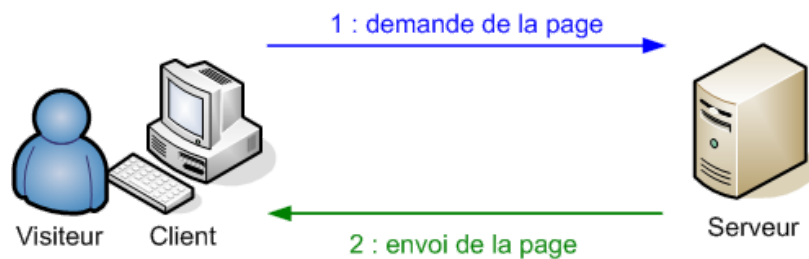 1 : demande de la page
Visiteur
Client
Serveur
2 : envoi de la page